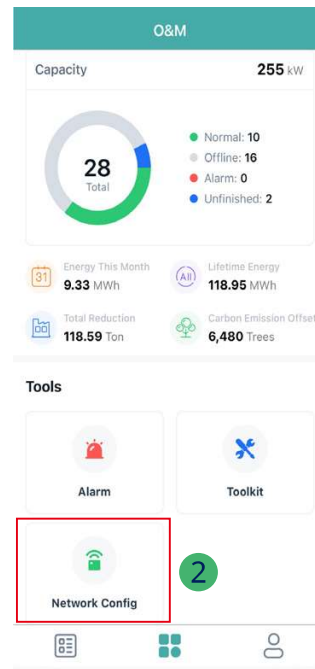 O&M
Capacity 255 kW
28
Total
Normal: 10
Offline: 16
Alarm: 0
Unfinished: 2
31
Energy This Month
9.33 MWh
All
Lifetime Energy
118.95 MWh
Total Reduction
118.59 Ton
Carbon Emission Offset
6,480 Trees
Tools
Alarm
Toolkit
Network Config
2